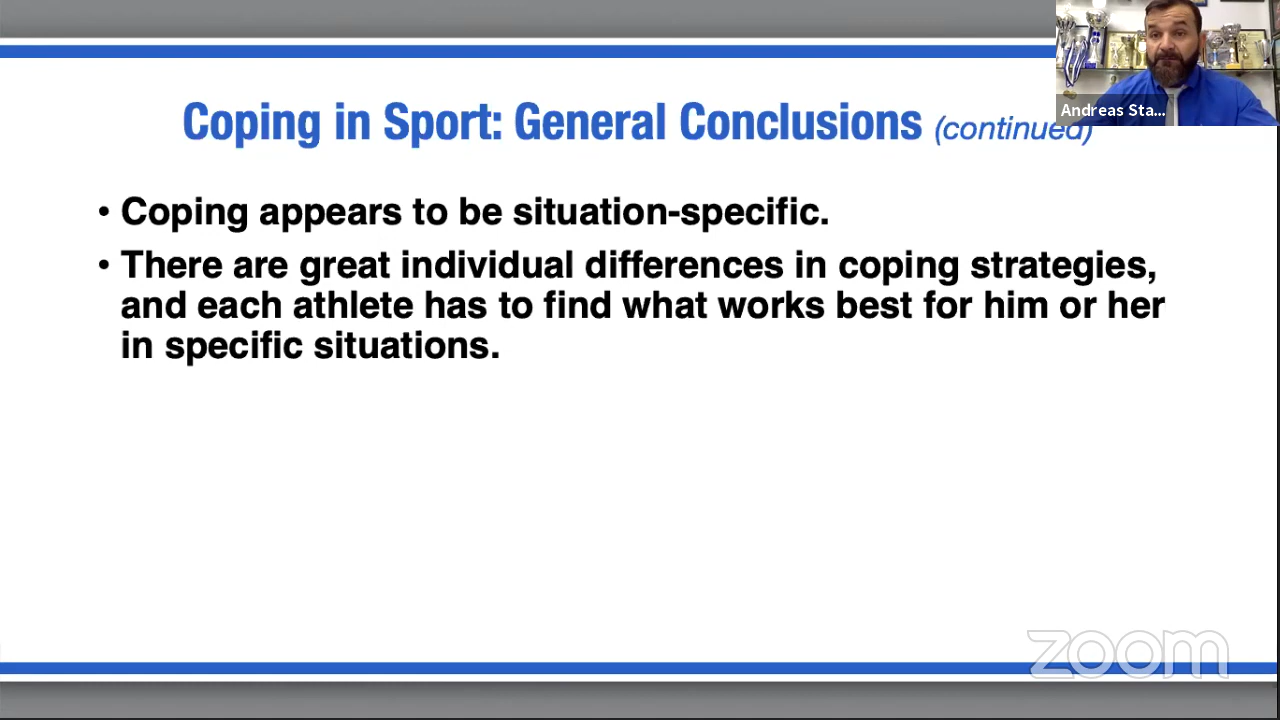 Coping in Sport: General Conclusions (continued)
Andreas Sta...
• Coping appears to be situation-specific.
• There are great individual differences in coping strategies,
and each athlete has to find what works best for him or her
in specific situations.
zoom